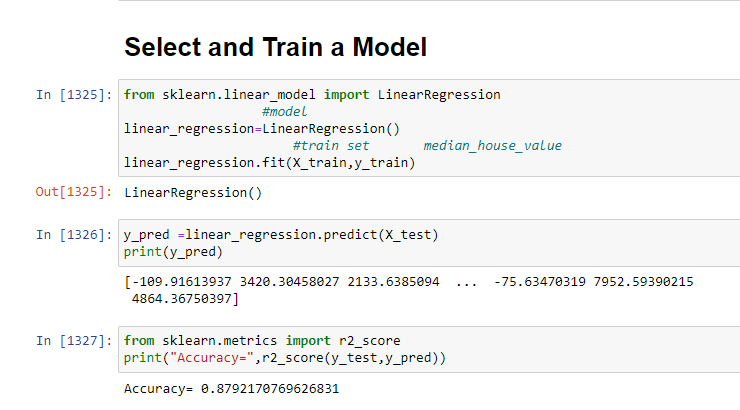 Select and Train a Model
In [1325]: from sklearn.linear_model import LinearRegression
#model
linear_regression=LinearRegression()
#train set median_house_value
linear_regression.fit(X_train,y_train)
Out[1325]: LinearRegression()
In [1326]: y_pred =linear_regression.predict(X_test)
print(y_pred)
[-109.91613937 3420.30458027 2133.6385094 ... -75.63470319 7952.59390215
4864.36750397]
In [1327]: from sklearn.metrics import r2_score
print("Accuracy=",r2_score(y_test,y_pred))
Accuracy= 0.8792170769626831